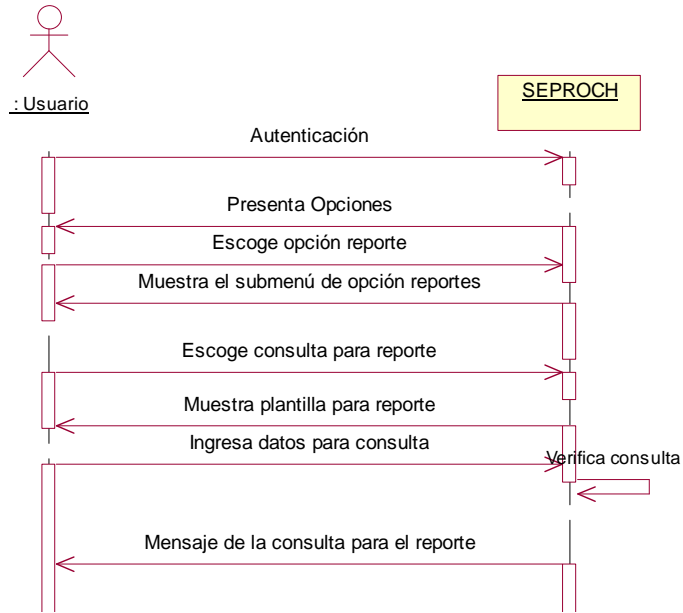 : Usuario
SEPROCH
Autenticación
Presenta Opciones
Escoge opción reporte
Muestra el submenú de opción reportes
Escoge consulta para reporte
Muestra plantilla para reporte
Ingresa datos para consulta
Verifica consulta
Mensaje de la consulta para el reporte